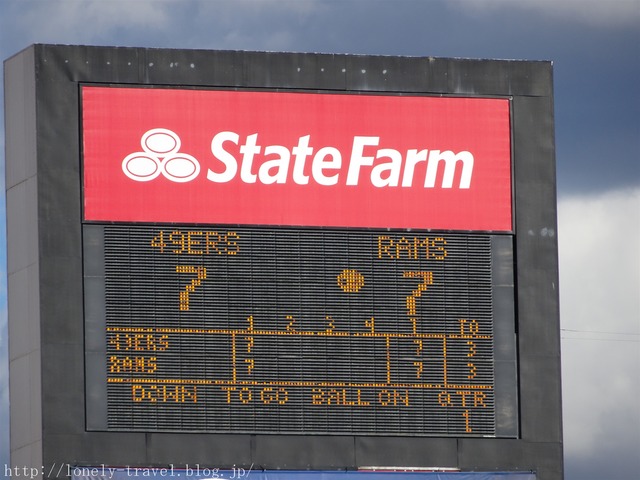 State Farm
49ERS RAMS
7 7
1 2 3 4 T TO
49ERS 7 7 3
RAMS 7 7 3
DOWN TO GO BALL ON QTR
1
http://lonely-travel.blog.jp/